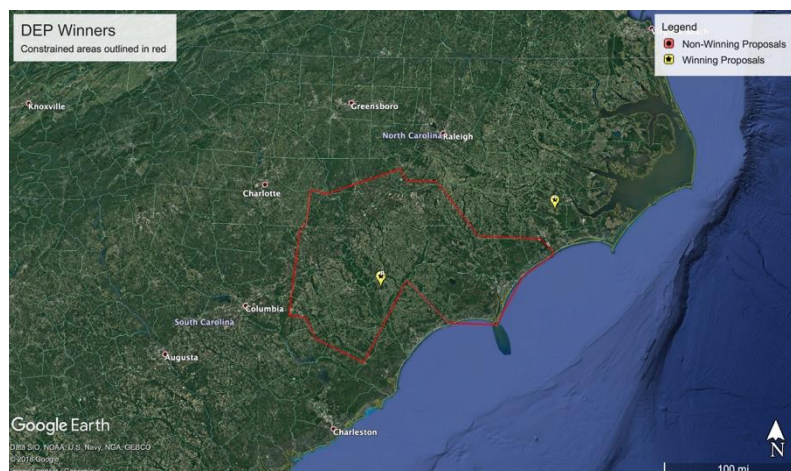 DEP Winners
Constrained areas outlined in red
Legend
Non-Winning Proposals
Winning Proposals
Knoxville
Greensboro
North Carolina
Raleigh
Charlotte
Columbia
South Carolina
Augusta
Charleston
Google Earth
Data SIO, NOAA, U.S. Navy, NGA, GEBCO
© 2018 Google
100 mi
N